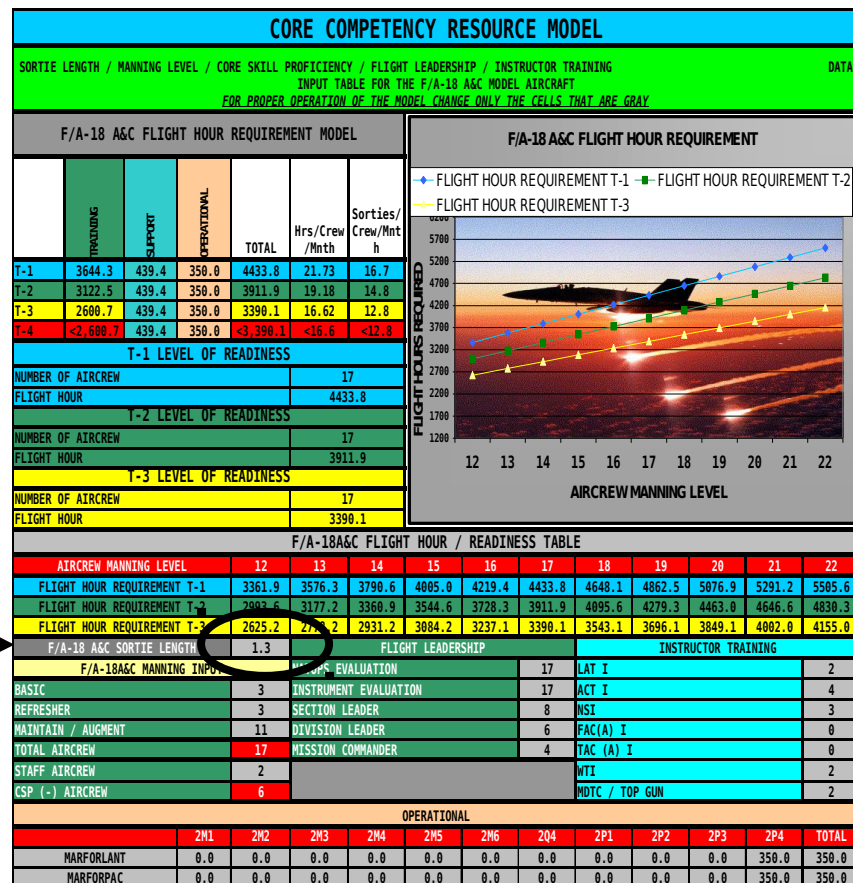 CORE COMPETENCY RESOURCE MODEL
SORTIE LENGTH / MANNING LEVEL / CORE SKILL PROFICIENCY / FLIGHT LEADERSHIP / INSTRUCTOR TRAINING DATA
INPUT TABLE FOR THE F/A-18 A&C MODEL AIRCRAFT
FOR PROPER OPERATION OF THE MODEL CHANGE ONLY THE CELLS THAT ARE GRAY
F/A-18 A&C FLIGHT HOUR REQUIREMENT MODEL
TRAINING SUPPORT OPERATIONAL TOTAL Hrs/Crew/Mnth Sorties/Crew/Mnth
T-1 3644.3 439.4 350.0 4433.8 21.73 16.7
T-2 3122.5 439.4 350.0 3911.9 19.18 14.8
T-3 2600.7 439.4 350.0 3390.1 16.62 12.8
T-4 <2,600.7 439.4 350.0 <3,390.1 <16.6 <12.8
T-1 LEVEL OF READINESS
NUMBER OF AIRCREW 17
FLIGHT HOUR 4433.8
T-2 LEVEL OF READINESS
NUMBER OF AIRCREW 17
FLIGHT HOUR 3911.9
T-3 LEVEL OF READINESS
NUMBER OF AIRCREW 17
FLIGHT HOUR 3390.1
F/A-18 A&C FLIGHT HOUR REQUIREMENT
FLIGHT HOUR REQUIREMENT T-1 FLIGHT HOUR REQUIREMENT T-2
FLIGHT HOUR REQUIREMENT T-3
FLIGHT HOURS REQUIRED
6200
5700
5200
4700
4200
3700
3200
2700
2200
1700
1200
12 13 14 15 16 17 18 19 20 21 22
AIRCREW MANNING LEVEL
F/A-18A&C FLIGHT HOUR / READINESS TABLE
AIRCREW MANNING LEVEL 12 13 14 15 16 17 18 19 20 21 22
FLIGHT HOUR REQUIREMENT T-1 3361.9 3576.3 3790.6 4005.0 4219.4 4433.8 4648.1 4862.5 5076.9 5291.2 5505.6
FLIGHT HOUR REQUIREMENT T-2 2993.6 3177.2 3360.9 3544.6 3728.3 3911.9 4095.6 4279.3 4463.0 4646.6 4830.3
FLIGHT HOUR REQUIREMENT T-3 2625.2 2931.2 3084.2 3237.1 3390.1 3543.1 3696.1 3849.1 4002.0 4155.0
F/A-18 A&C SORTIE LENGTH 1.3 FLIGHT LEADERSHIP INSTRUCTOR TRAINING
F/A-18A&C MANNING INPUT EVALUATION 17 LAT I 2
BASIC 3 INSTRUMENT EVALUATION 17 ACT I 4
REFRESHER 3 SECTION LEADER 8 NSI 3
MAINTAIN / AUGMENT 11 DIVISION LEADER 6 FAC(A) I 0
TOTAL AIRCREW 17 MISSION COMMANDER 4 TAC (A) I 0
STAFF AIRCREW 2 WTI 2
CSP (-) AIRCREW 6 MDTC / TOP GUN 2
OPERATIONAL
2M1 2M2 2M3 2M4 2M5 2M6 2Q4 2P1 2P2 2P3 2P4 TOTAL
MARFORLANT 0.0 0.0 0.0 0.0 0.0 0.0 0.0 0.0 0.0 0.0 350.0 350.0
MARFORPAC 0.0 0.0 0.0 0.0 0.0 0.0 0.0 0.0 0.0 0.0 350.0 350.0